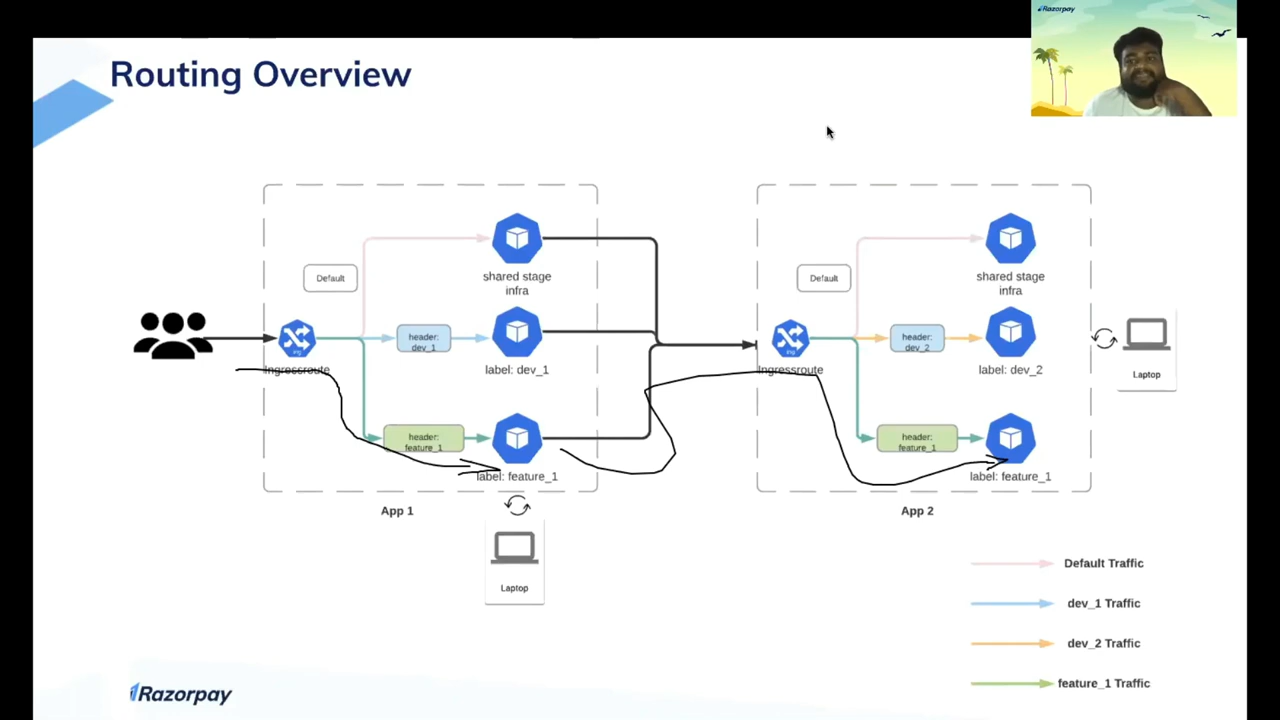 Razorpay
Routing Overview
Default
shared stage
infra
header:
dev_1
label: dev_1
ing
Ingressroute
header:
feature_1
label: feature_1
App 1
Laptop
Default
shared stage
infra
header:
dev_2
label: dev_2
ing
Ingressroute
header:
feature_1
label: feature_1
App 2
Laptop
Default Traffic
dev_1 Traffic
dev_2 Traffic
feature_1 Traffic
Razorpay